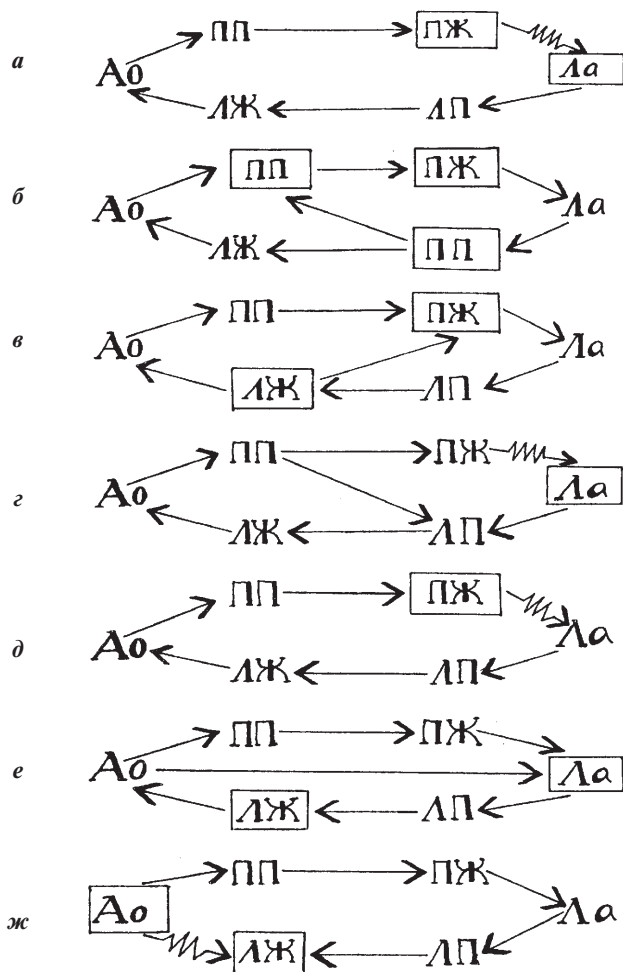 ПП ПЖ
а Ао Ла
ЛЖ ЛП
ПП ПЖ
б Ао Ла
ЛЖ ПП
ПП ПЖ
в Ао Ла
ЛЖ ЛП
ПП ПЖ
г Ао Ла
ЛЖ ЛП
ПП ПЖ
д Ао Ла
ЛЖ ЛП
ПП ПЖ
е Ао Ла
ЛЖ ЛП
ПП ПЖ
ж Ао Ла
ЛЖ ЛП